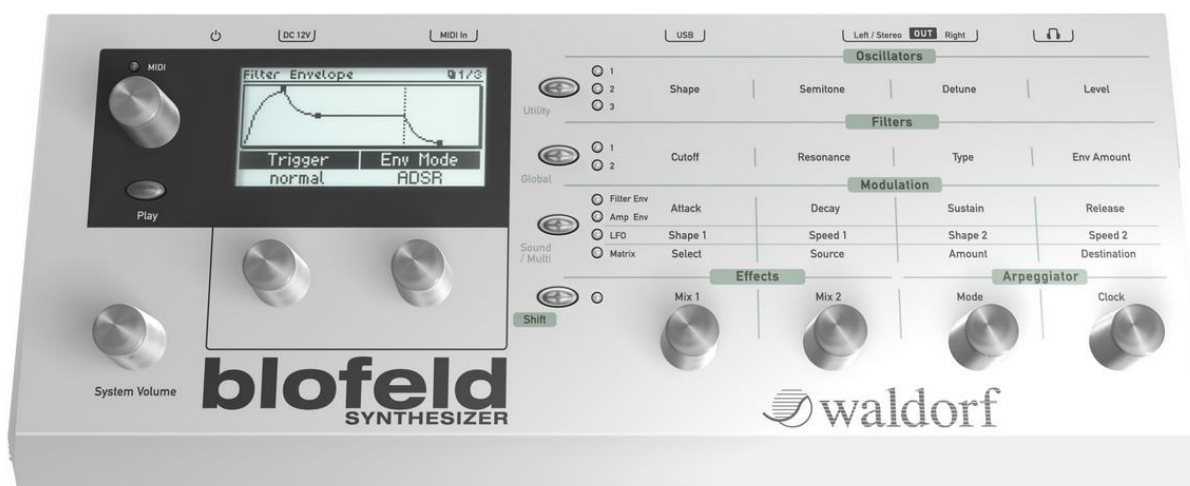 DC 12V
MIDI In
USB
Left / Stereo OUT Right
MIDI
Filter Envelope 1/3
Trigger Env Mode
normal ADSR
Play
System Volume
blofeld
SYNTHESIZER
Oscillators
1
2
3
Utility
Shape Semitone Detune Level
Filters
1
2
Global
Cutoff Resonance Type Env Amount
Modulation
Filter Env
Attack Decay Sustain Release
Amp Env
LFO
Shape 1 Speed 1 Shape 2 Speed 2
Sound
/ Multi
Matrix
Select Source Amount Destination
Effects Arpeggiator
Shift
Mix 1 Mix 2 Mode Clock
waldorf